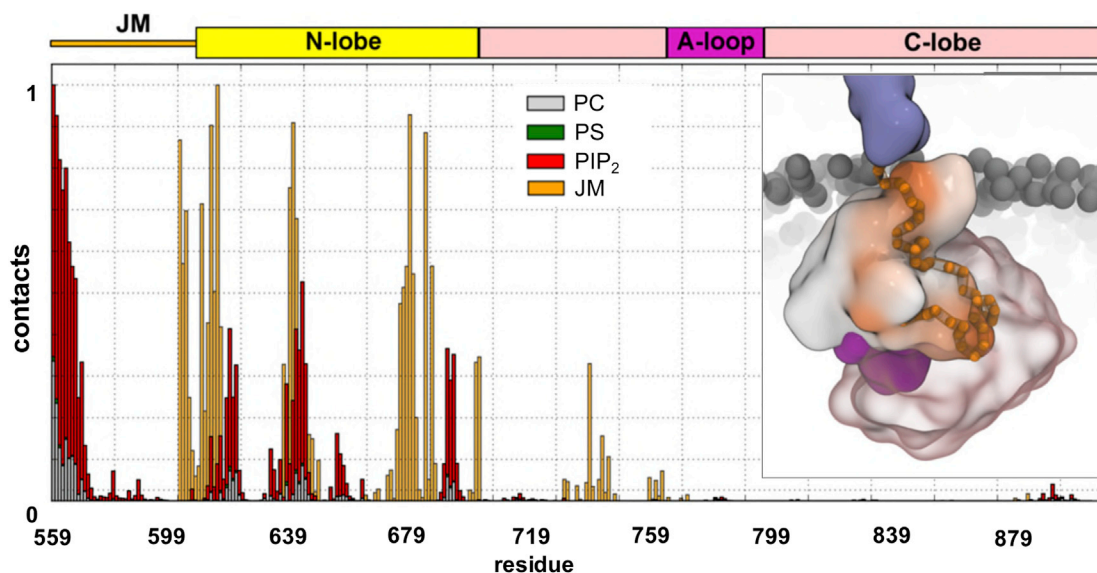 JM
N-lobe
A-loop
C-lobe
1
PC
PS
PIP₂
JM
contacts
0
559 599 639 679 719 759 799 839 879
residue